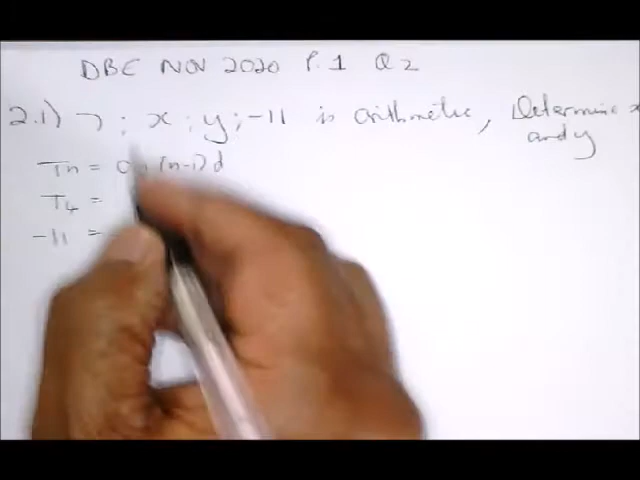 DBE NOV 2020 P.1 Q2
2.1) 7 ; x ; y ; -11 is arithmetic, Determine x
and y
Tn = a + (n-1)d
T4 =
-11 =